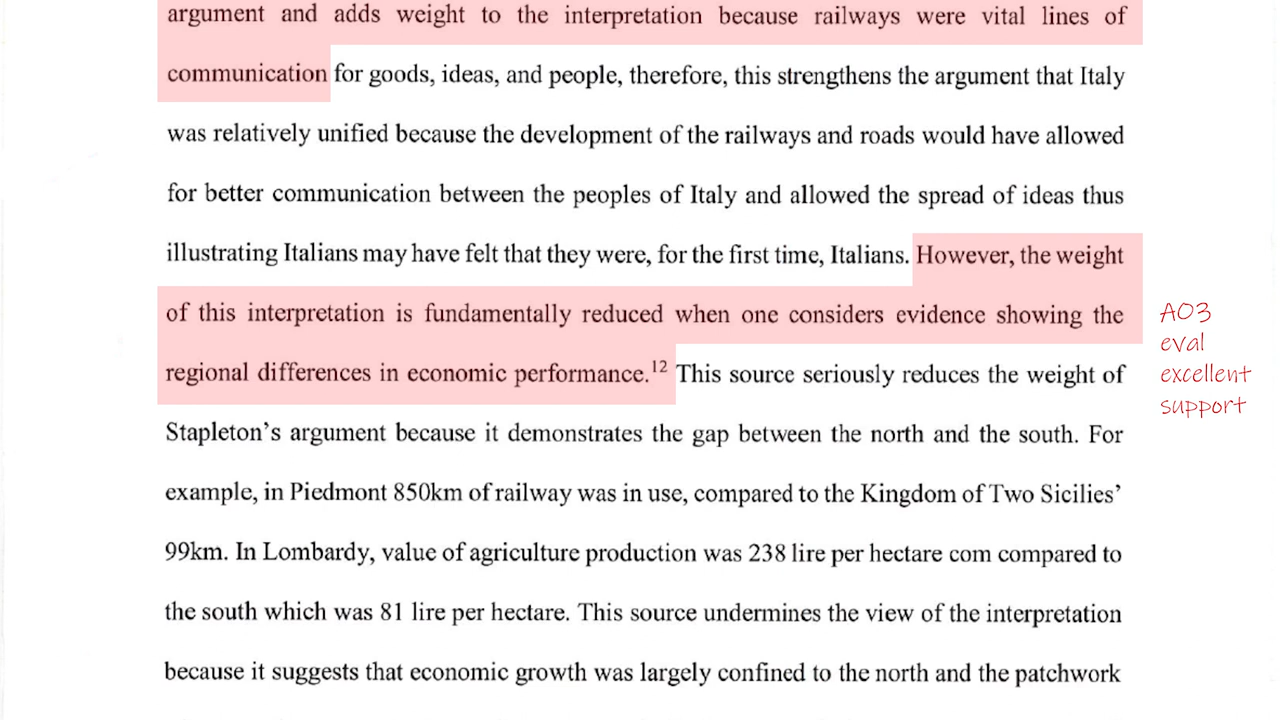 argument and adds weight to the interpretation because railways were vital lines of
communication for goods, ideas, and people, therefore, this strengthens the argument that Italy
was relatively unified because the development of the railways and roads would have allowed
for better communication between the peoples of Italy and allowed the spread of ideas thus
illustrating Italians may have felt that they were, for the first time, Italians. However, the weight
of this interpretation is fundamentally reduced when one considers evidence showing the
regional differences in economic performance.¹² This source seriously reduces the weight of
Stapleton’s argument because it demonstrates the gap between the north and the south. For
example, in Piedmont 850km of railway was in use, compared to the Kingdom of Two Sicilies’
99km. In Lombardy, value of agriculture production was 238 lire per hectare com compared to
the south which was 81 lire per hectare. This source undermines the view of the interpretation
because it suggests that economic growth was largely confined to the north and the patchwork
AO3
eval
excellent
support